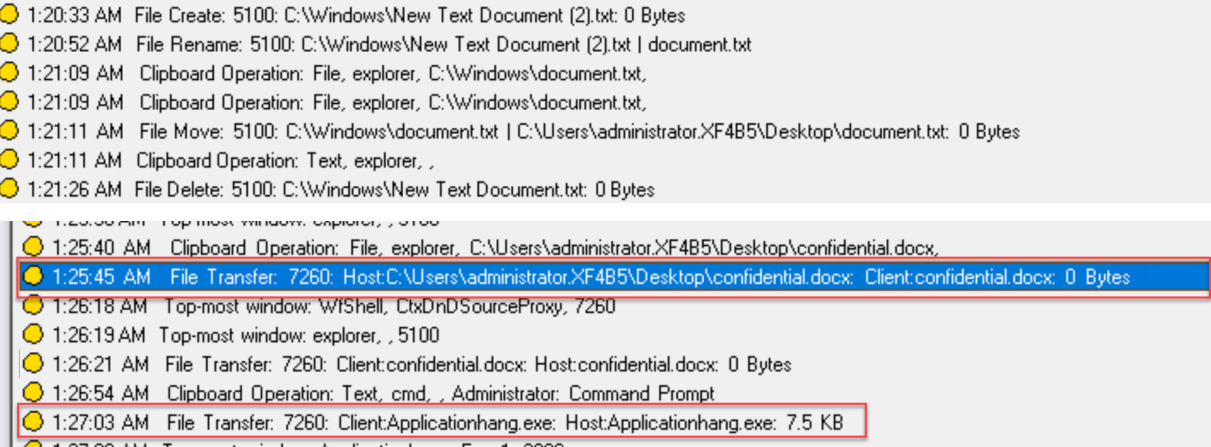 1:20:33 AM File Create: 5100: C:\Windows\New Text Document (2).txt: 0 Bytes
1:20:52 AM File Rename: 5100: C:\Windows\New Text Document (2).txt | document.txt
1:21:09 AM Clipboard Operation: File, explorer, C:\Windows\document.txt,
1:21:09 AM Clipboard Operation: File, explorer, C:\Windows\document.txt,
1:21:11 AM File Move: 5100: C:\Windows\document.txt | C:\Users\administrator.XF4B5\Desktop\document.txt: 0 Bytes
1:21:11 AM Clipboard Operation: Text, explorer, ,
1:21:26 AM File Delete: 5100: C:\Windows\New Text Document.txt: 0 Bytes
AM Top-most window: explorer, , 5100
1:25:40 AM Clipboard Operation: File, explorer, C:\Users\administrator.XF4B5\Desktop\confidential.docx,
1:25:45 AM File Transfer: 7260: Host:C:\Users\administrator.XF4B5\Desktop\confidential.docx: Client:confidential.docx: 0 Bytes
1:26:18 AM Top-most window: WfShell, CtxDnDSourceProxy, 7260
1:26:19 AM Top-most window: explorer, , 5100
1:26:21 AM File Transfer: 7260: Client:confidential.docx: Host:confidential.docx: 0 Bytes
1:26:54 AM Clipboard Operation: Text, cmd, , Administrator: Command Prompt
1:27:03 AM File Transfer: 7260: Client:Applicationhang.exe: Host:Applicationhang.exe: 7.5 KB